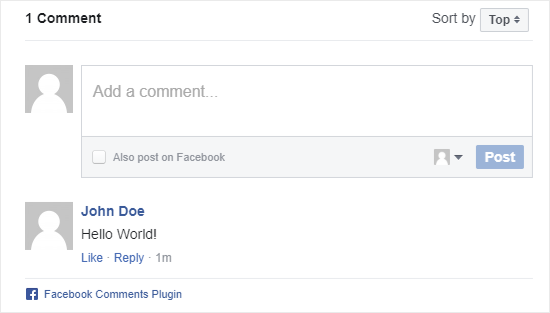 1 Comment
Sort by Top
Add a comment...
Also post on Facebook
Post
John Doe
Hello World!
Like · Reply · 1m
Facebook Comments Plugin